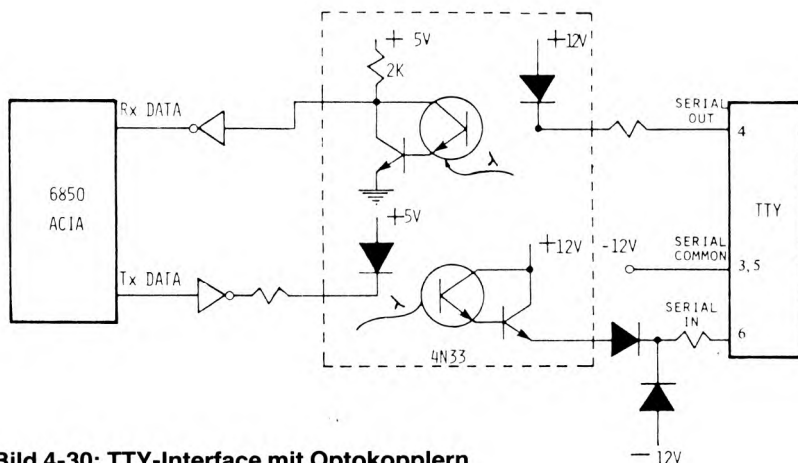 + 5V
2K
+12V
Rx DATA
SERIAL
OUT
4
λ
6850
ACIA
TTY
+5V
+12V
-12V
SERIAL
COMMON
3,5
Tx DATA
λ
SERIAL
IN
6
4N33
Bild 4-30: TTY-Interface mit Optokopplern
— 12V